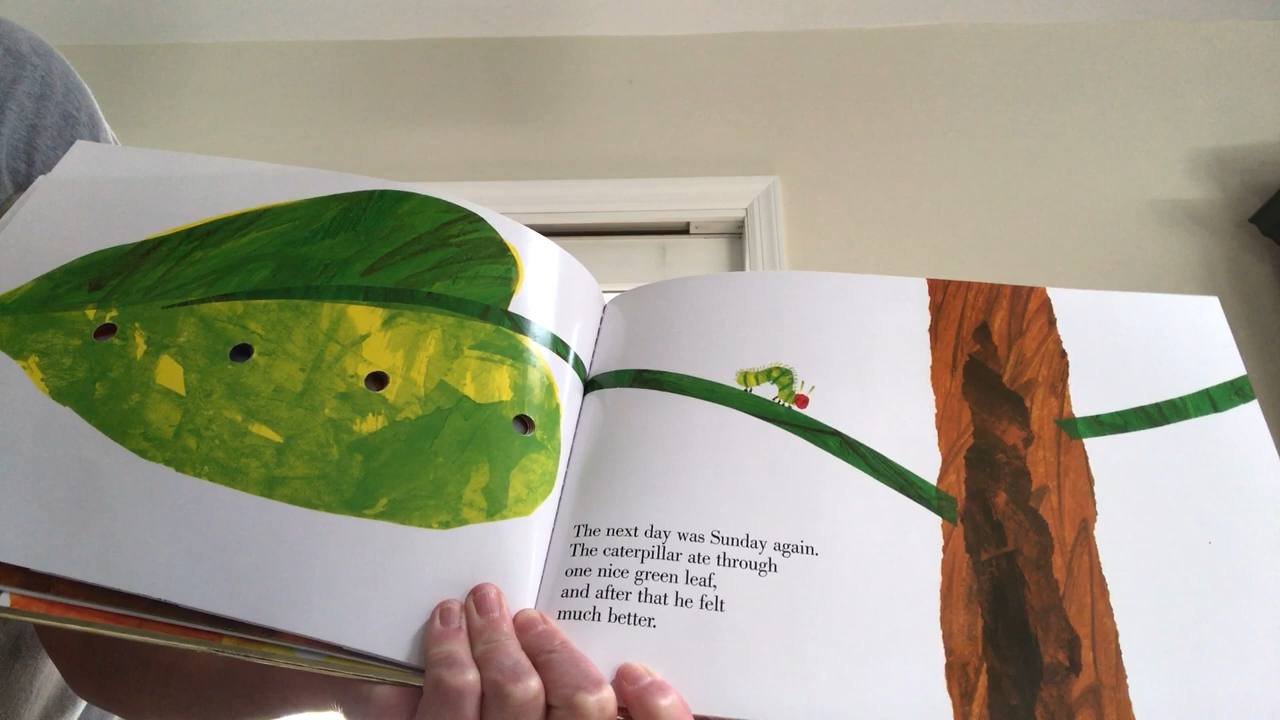 The next day was Sunday again.
The caterpillar ate through
one nice green leaf,
and after that he felt
much better.